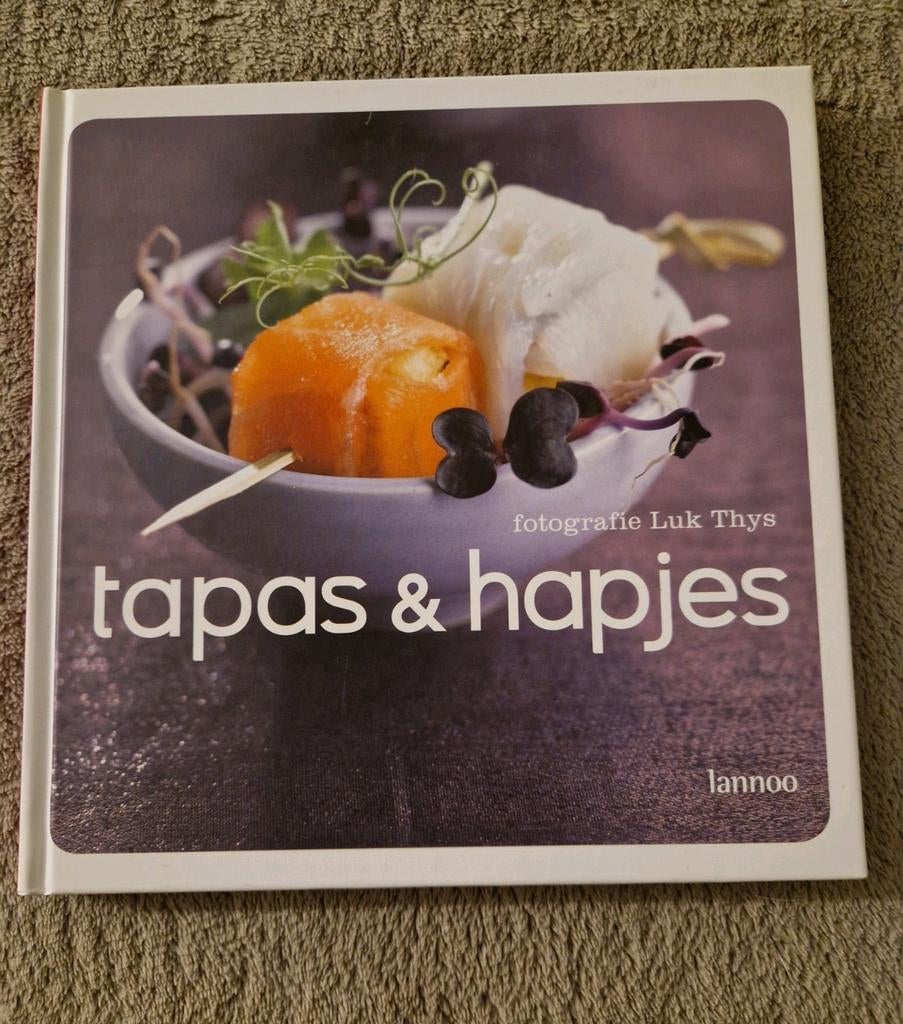 fotografie Luk Thys
tapas & hapjes
lannoo